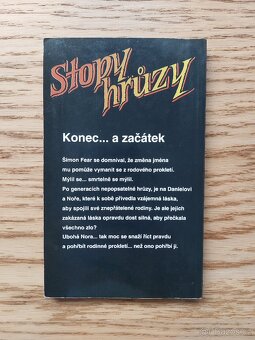 Stopy
hrůzy
Konec... a začátek
Šimon Fear se domníval, že změna jména
mu pomůže vymanit se z rodového prokletí.
Mýlil se... smrtelně se mýlil.
Po generacích nepopsatelné hrůzy, je na Danielovi
a Noře, které k sobě přivedla vzájemná láska,
aby spojili své znepřátelené rodiny. Je ale jejich
zakázaná láska opravdu dost silná, aby přečkala
všechno zlo?
Ubohá Nora... tak moc se snaží říct pravdu
a pohřbít rodinné prokletí... než ono pohřbí ji.